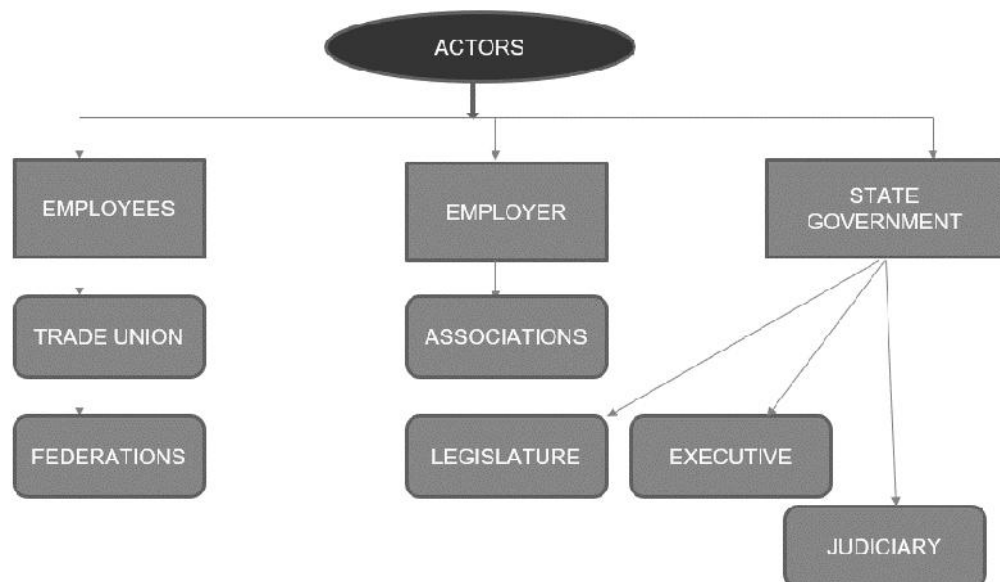 ACTORS
EMPLOYEES
EMPLOYER
STATE
GOVERNMENT
TRADE UNION
ASSOCIATIONS
FEDERATIONS
LEGISLATURE
EXECUTIVE
JUDICIARY